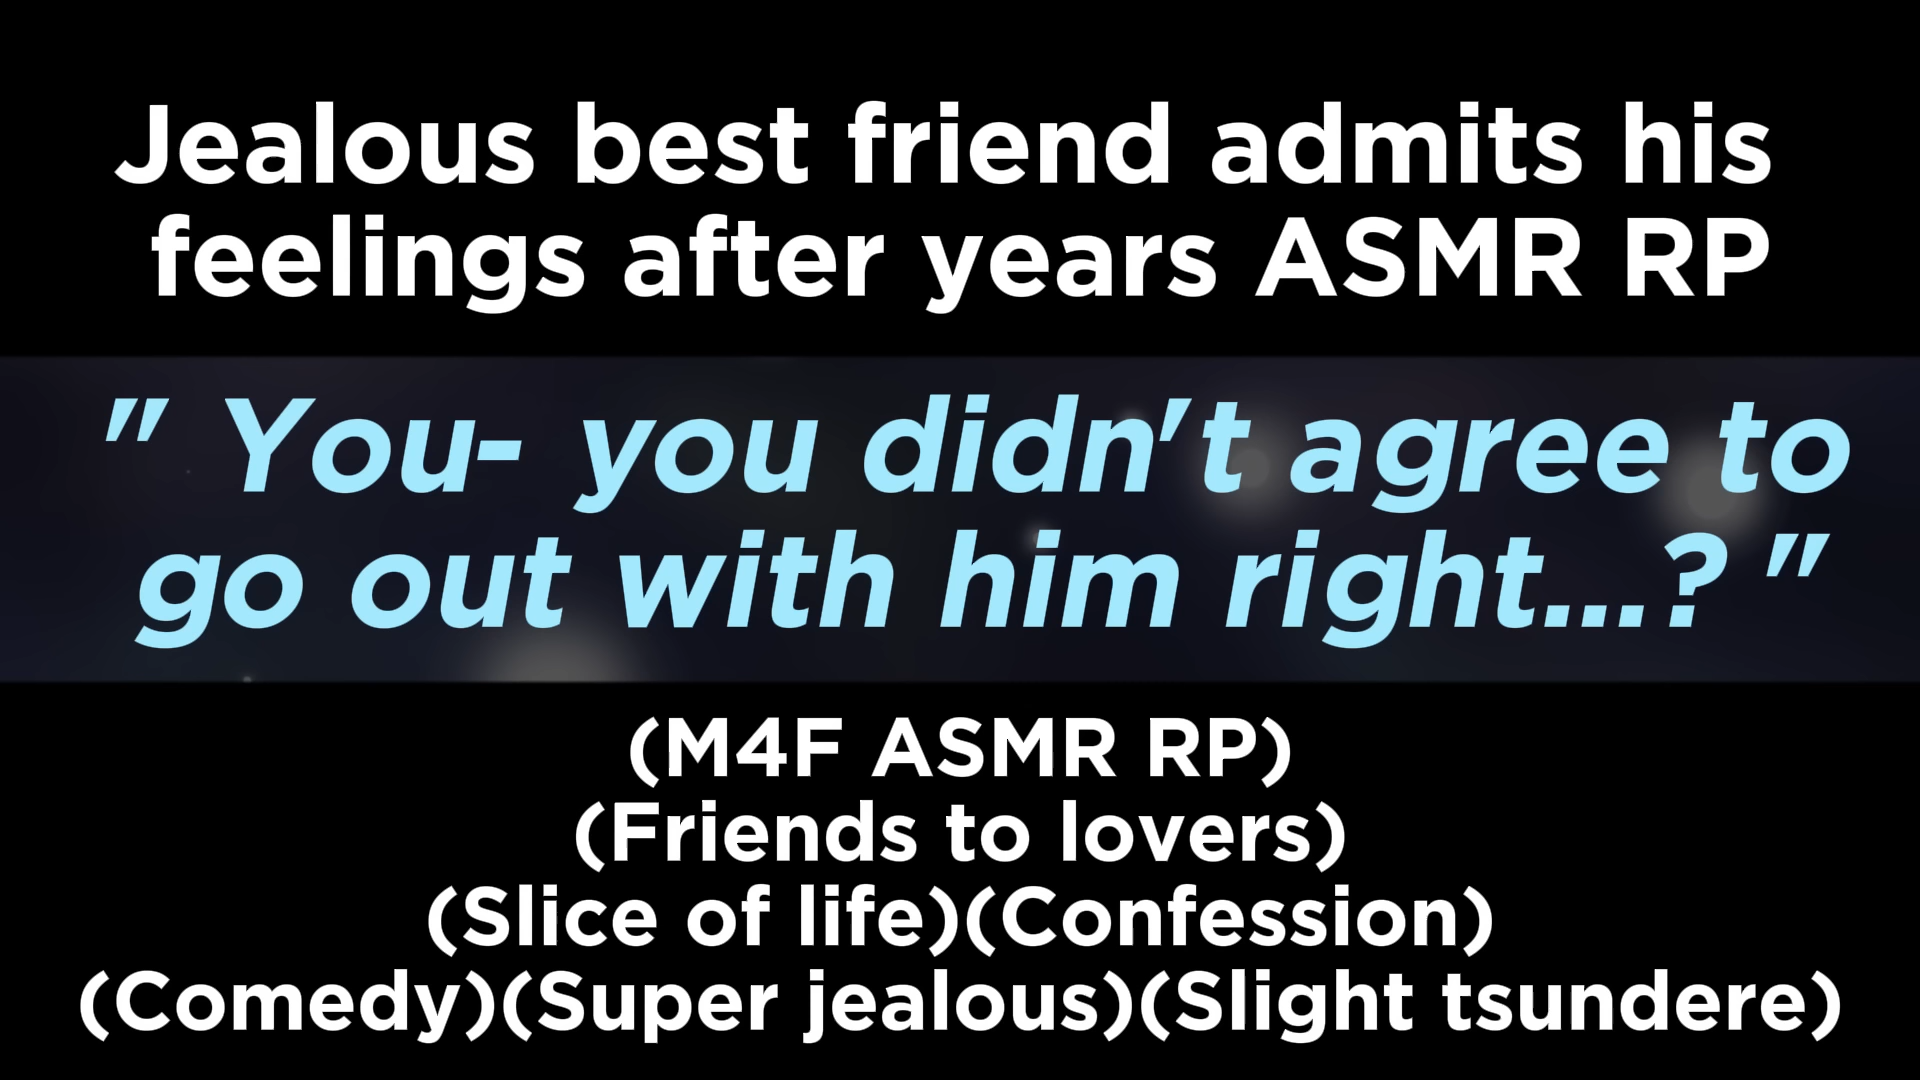 Jealous best friend admits his
feelings after years ASMR RP
" You- you didn't agree to
go out with him right...? "
(M4F ASMR RP)
(Friends to lovers)
(Slice of life)(Confession)
(Comedy)(Super jealous)(Slight tsundere)